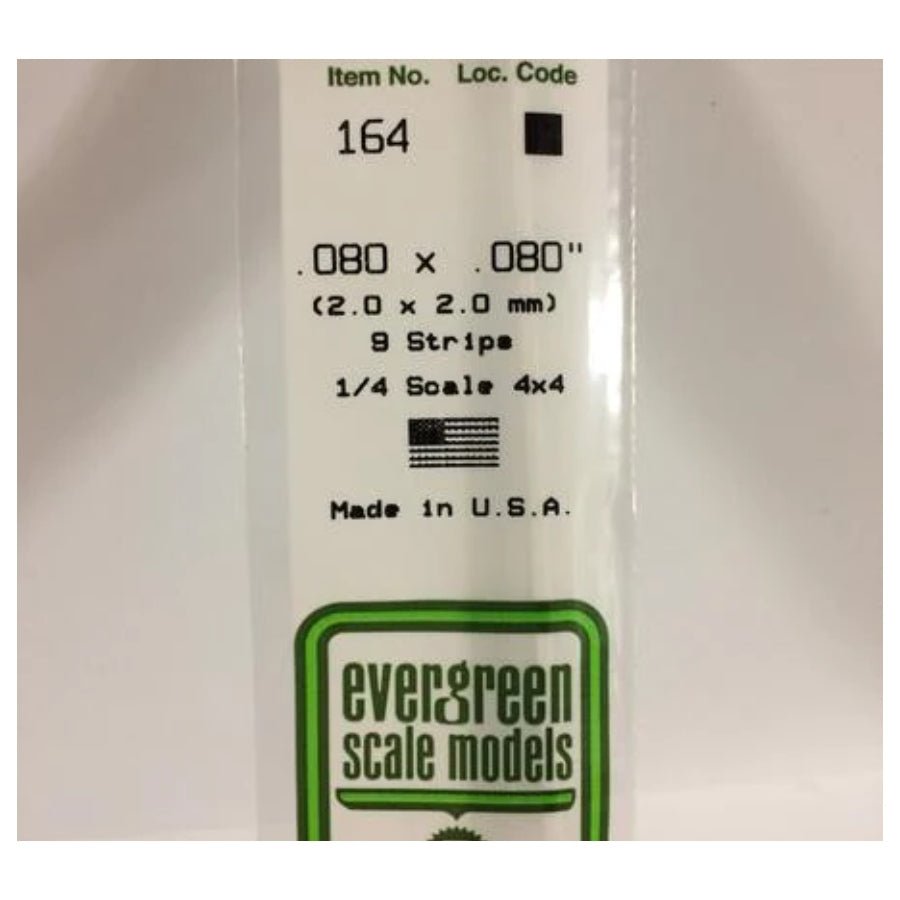 Item No. Loc. Code
164
.080 x .080"
(2.0 x 2.0 mm)
9 Strips
1/4 Scale 4x4
Made in U.S.A.
evergreen
scale models